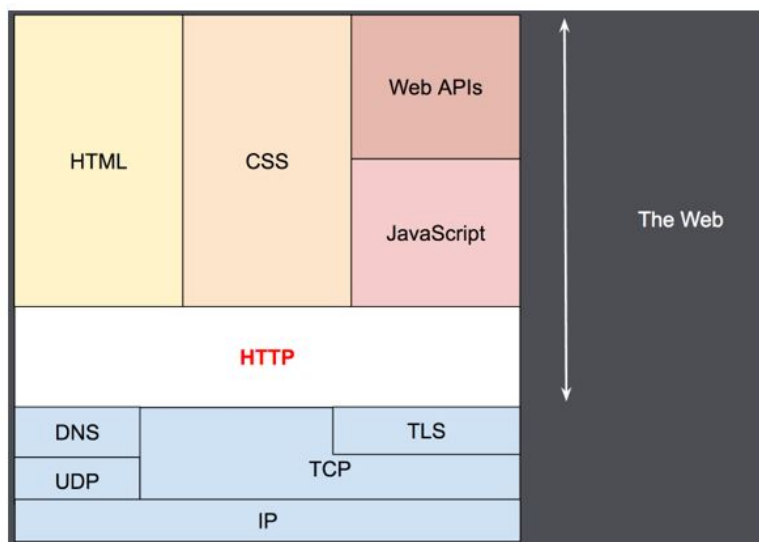 Web APIs
HTML
CSS
JavaScript
The Web
HTTP
DNS
TLS
TCP
UDP
IP